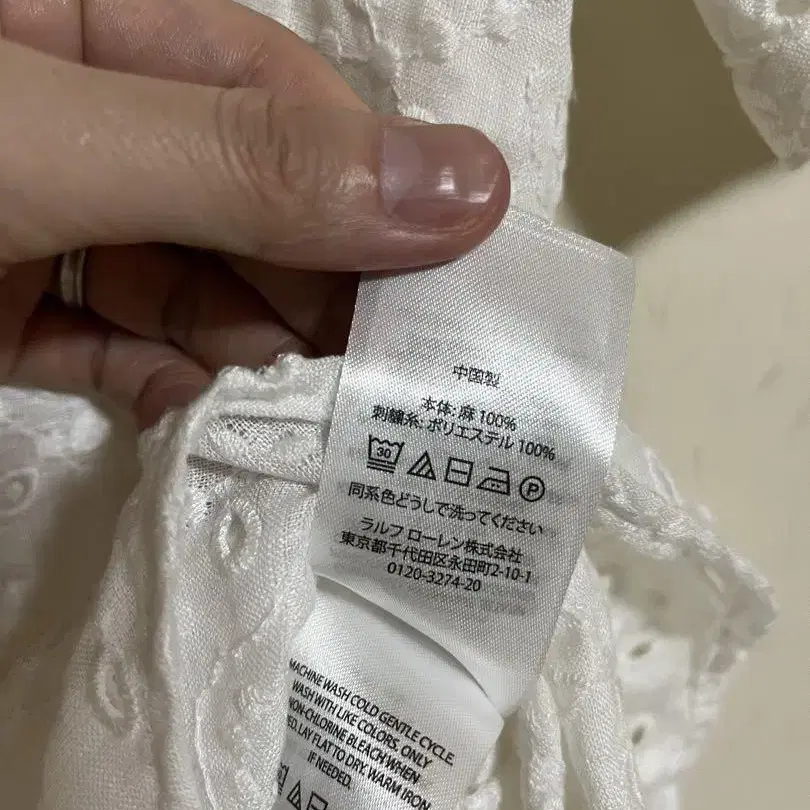 中国製
本体: 麻 100%
刺繍糸: ポリエステル 100%
30
P
同系色どうしで洗ってください
ラルフ ローレン株式会社
東京都千代田区永田町2-10-1
0120-3274-20
MACHINE WASH COLD GENTLE CYCLE.
WASH WITH LIKE COLORS. ONLY
NON-CHLORINE BLEACH WHEN
LAY FLAT TO DRY. WARM IRON
IF NEEDED.